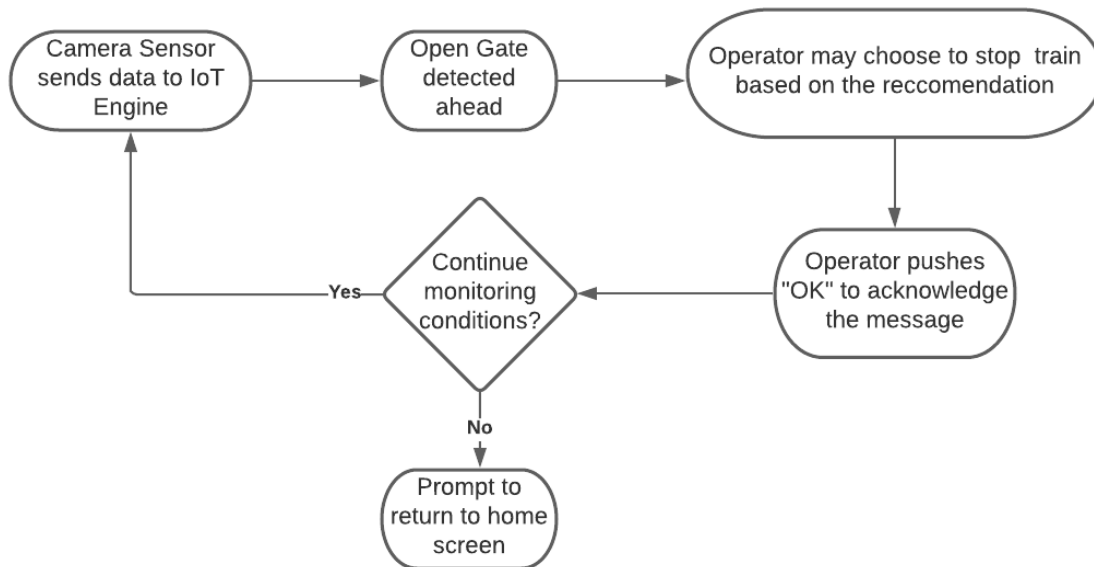 Camera Sensor
sends data to IoT
Engine
Open Gate
detected
ahead
Operator may choose to stop  train
based on the reccomendation
Operator pushes
"OK" to acknowledge
the message
Continue
monitoring
conditions?
Yes
No
Prompt to
return to home
screen